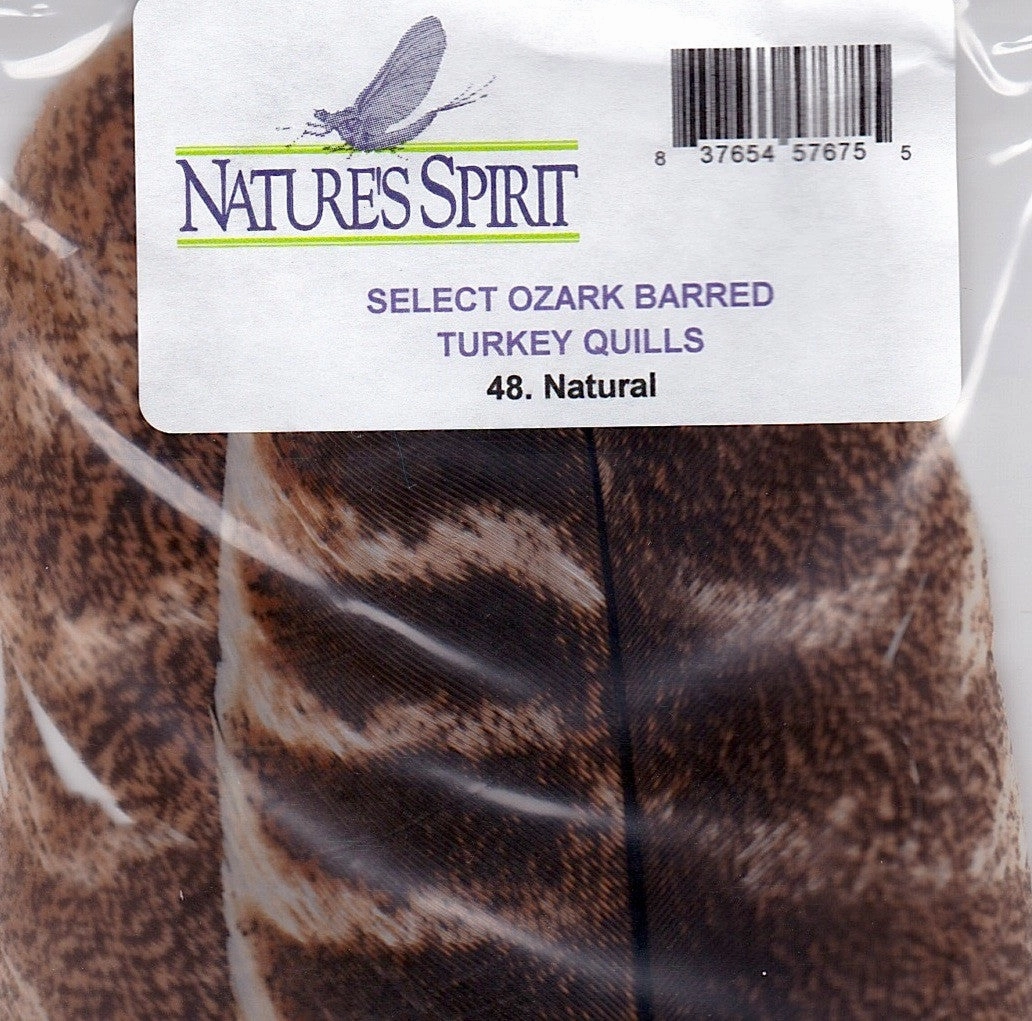 8 37654 57675 5
NATURE'S SPIRIT
SELECT OZARK BARRED
TURKEY QUILLS
48. Natural